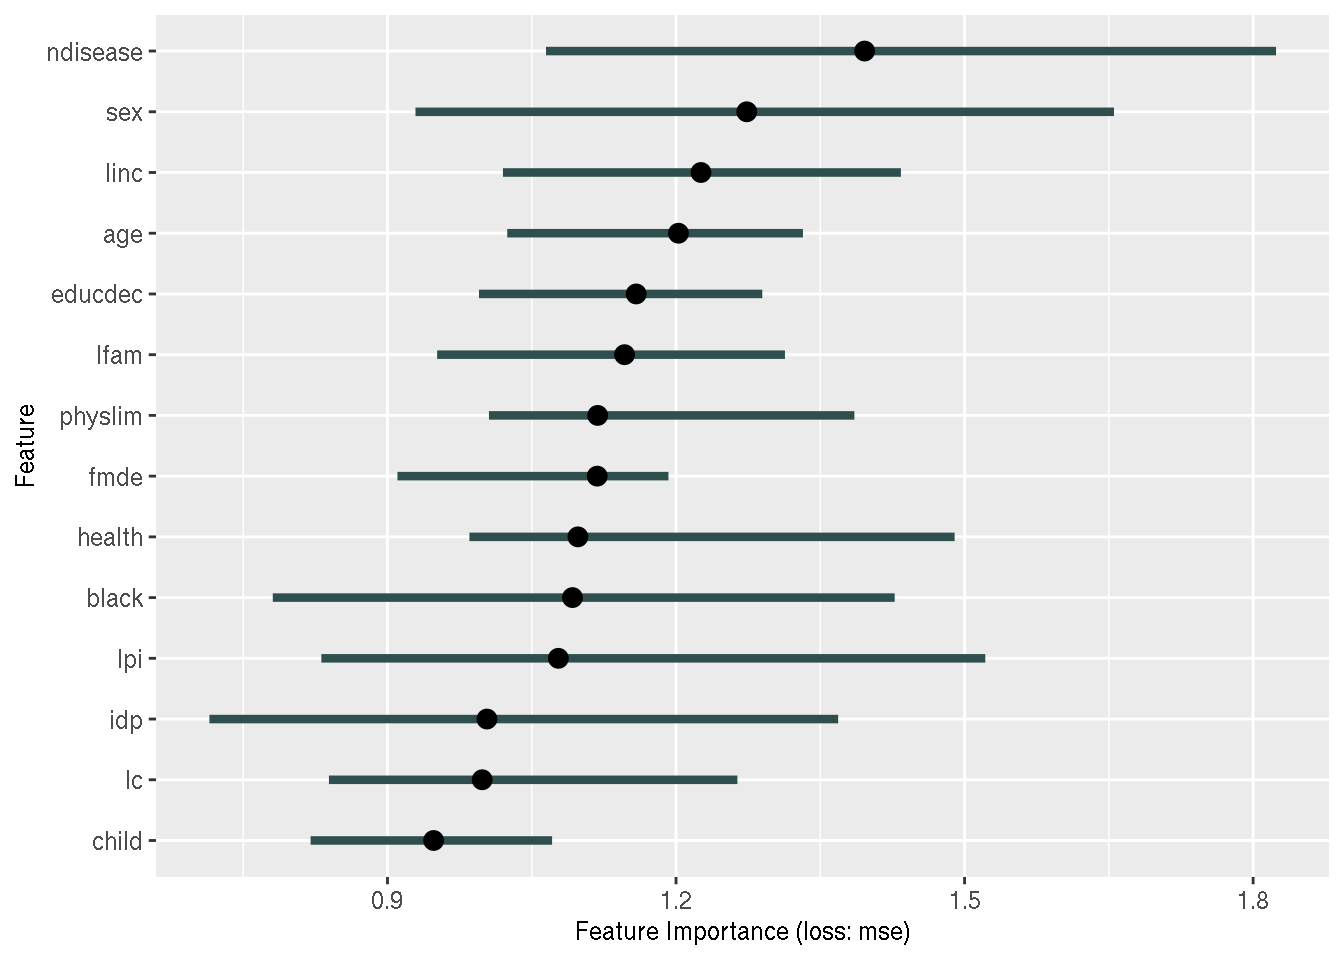 ndisease
sex
linc
age
educdec
lfam
physlim
fmde
health
black
lpi
idp
lc
child
Feature
0.9 1.2 1.5 1.8
Feature Importance (loss: mse)